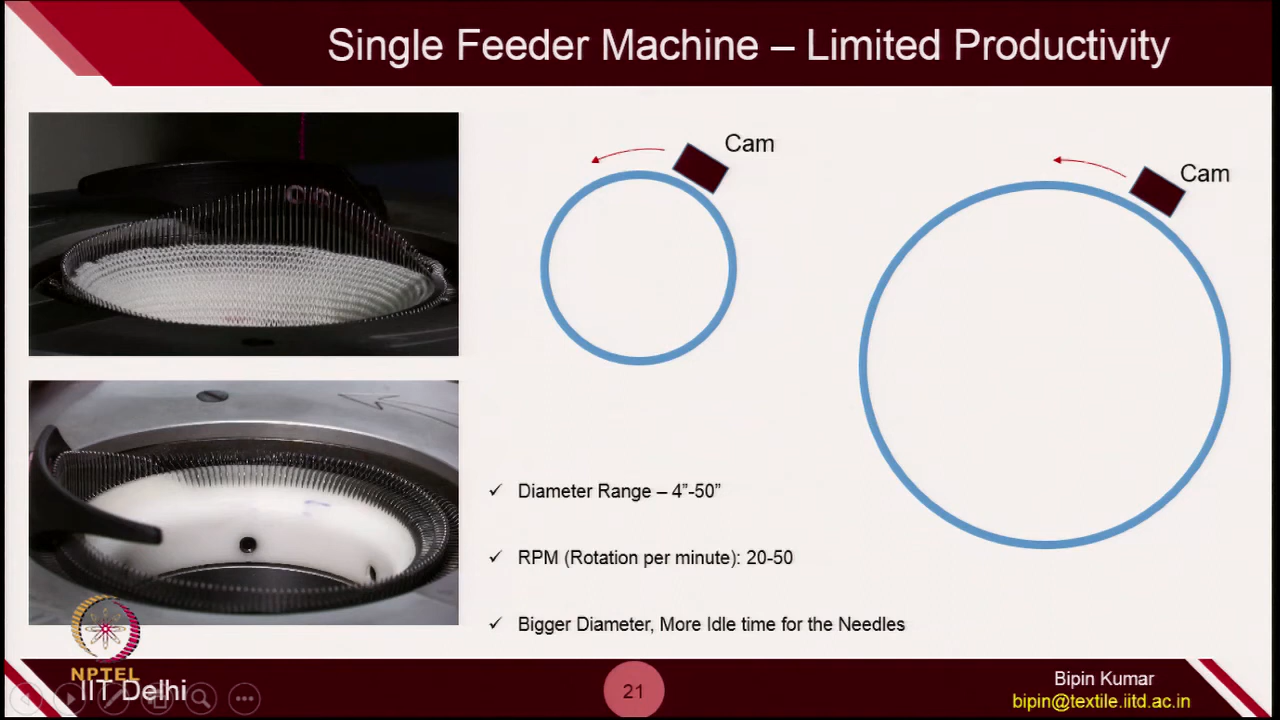 Single Feeder Machine – Limited Productivity
Cam
Cam
✓ Diameter Range – 4”-50”
✓ RPM (Rotation per minute): 20-50
✓ Bigger Diameter, More Idle time for the Needles
NPTEL
IIT Delhi
21
Bipin Kumar
bipin@textile.iitd.ac.in